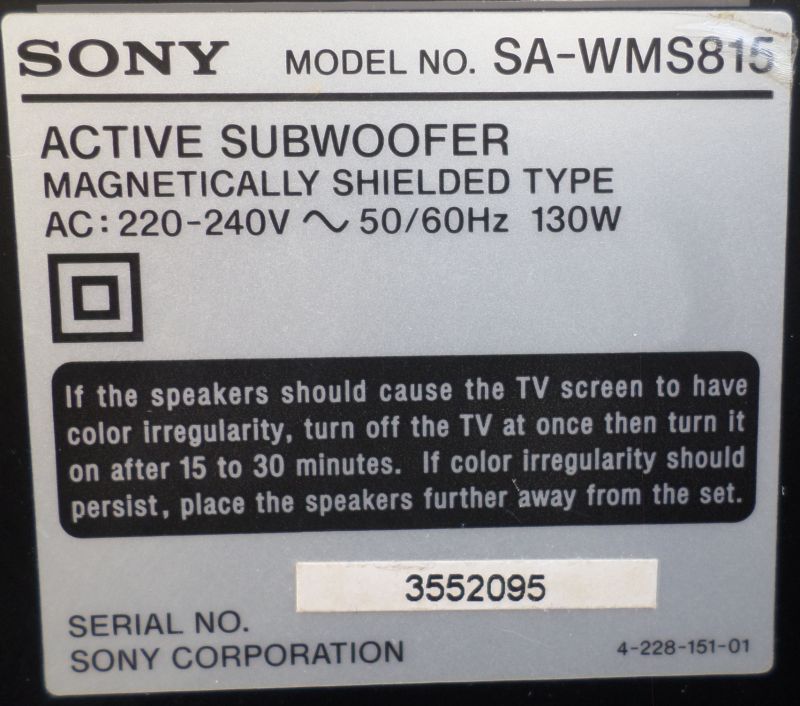 SONY MODEL NO. SA-WMS815
ACTIVE SUBWOOFER
MAGNETICALLY SHIELDED TYPE
AC: 220-240V ～ 50/60Hz 130W
If the speakers should cause the TV screen to have
color irregularity, turn off the TV at once then turn it
on after 15 to 30 minutes. If color irregularity should
persist, place the speakers further away from the set.
3552095
SERIAL NO.
SONY CORPORATION 4-228-151-01